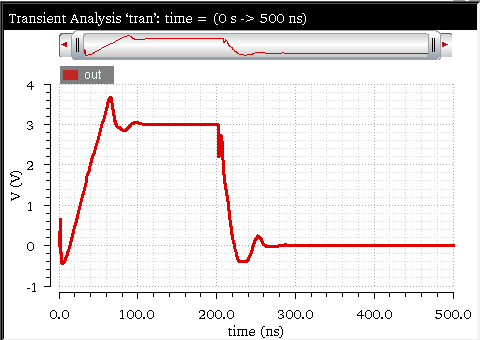 Transient Analysis ‘tran’: time = (0 s -> 500 ns)
out
V (V)
4
3
2
1
0
-1
0.0 100.0 200.0 300.0 400.0 500.0
time (ns)